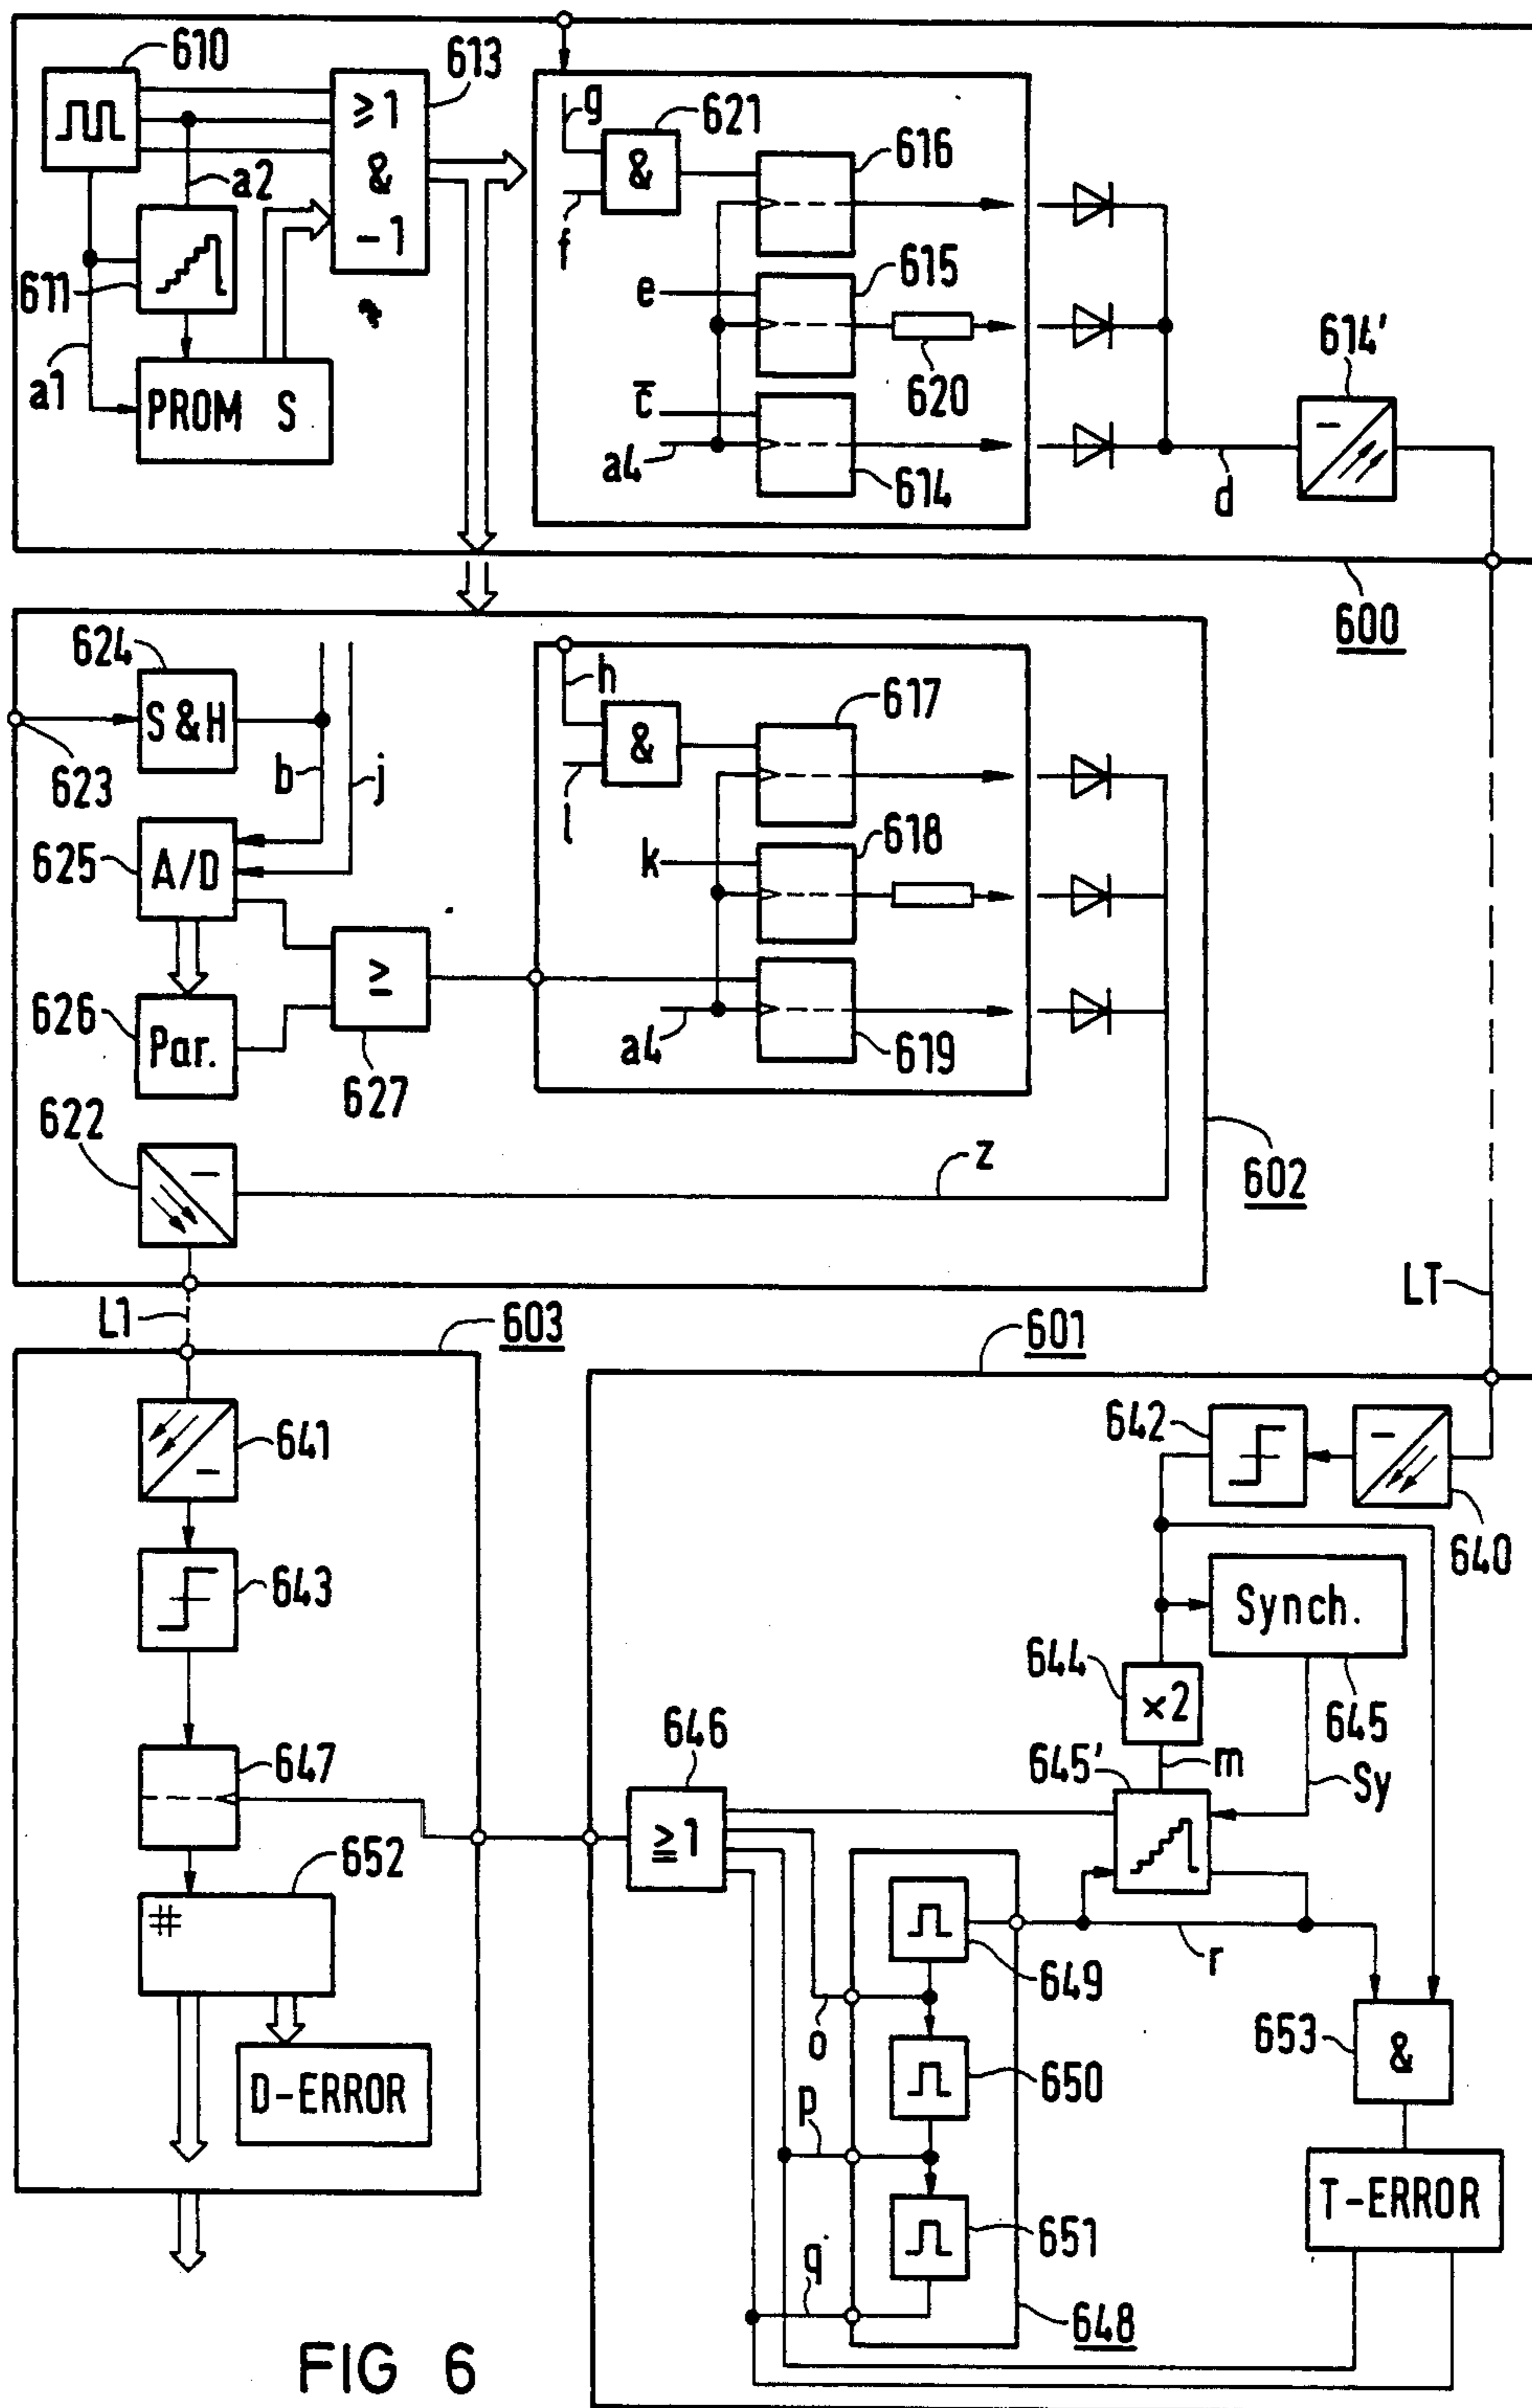 610
613
≥1
&
-1
a2
611
a1
PROM S
g
621
&
f
616
e
615
620
c̅
a4
614
614'
d
600
624
S&H
623
b
j
625
A/D
626
Par.
≥
627
622
h
&
l
617
k
618
a4
619
z
602
L1
LT
603
601
641
642
640
643
Synch.
644
×2
645
646
645'
m
Sy
647
≥1
652
#
649
r
o
653
&
D-ERROR
650
p
T-ERROR
651
q
648
FIG 6